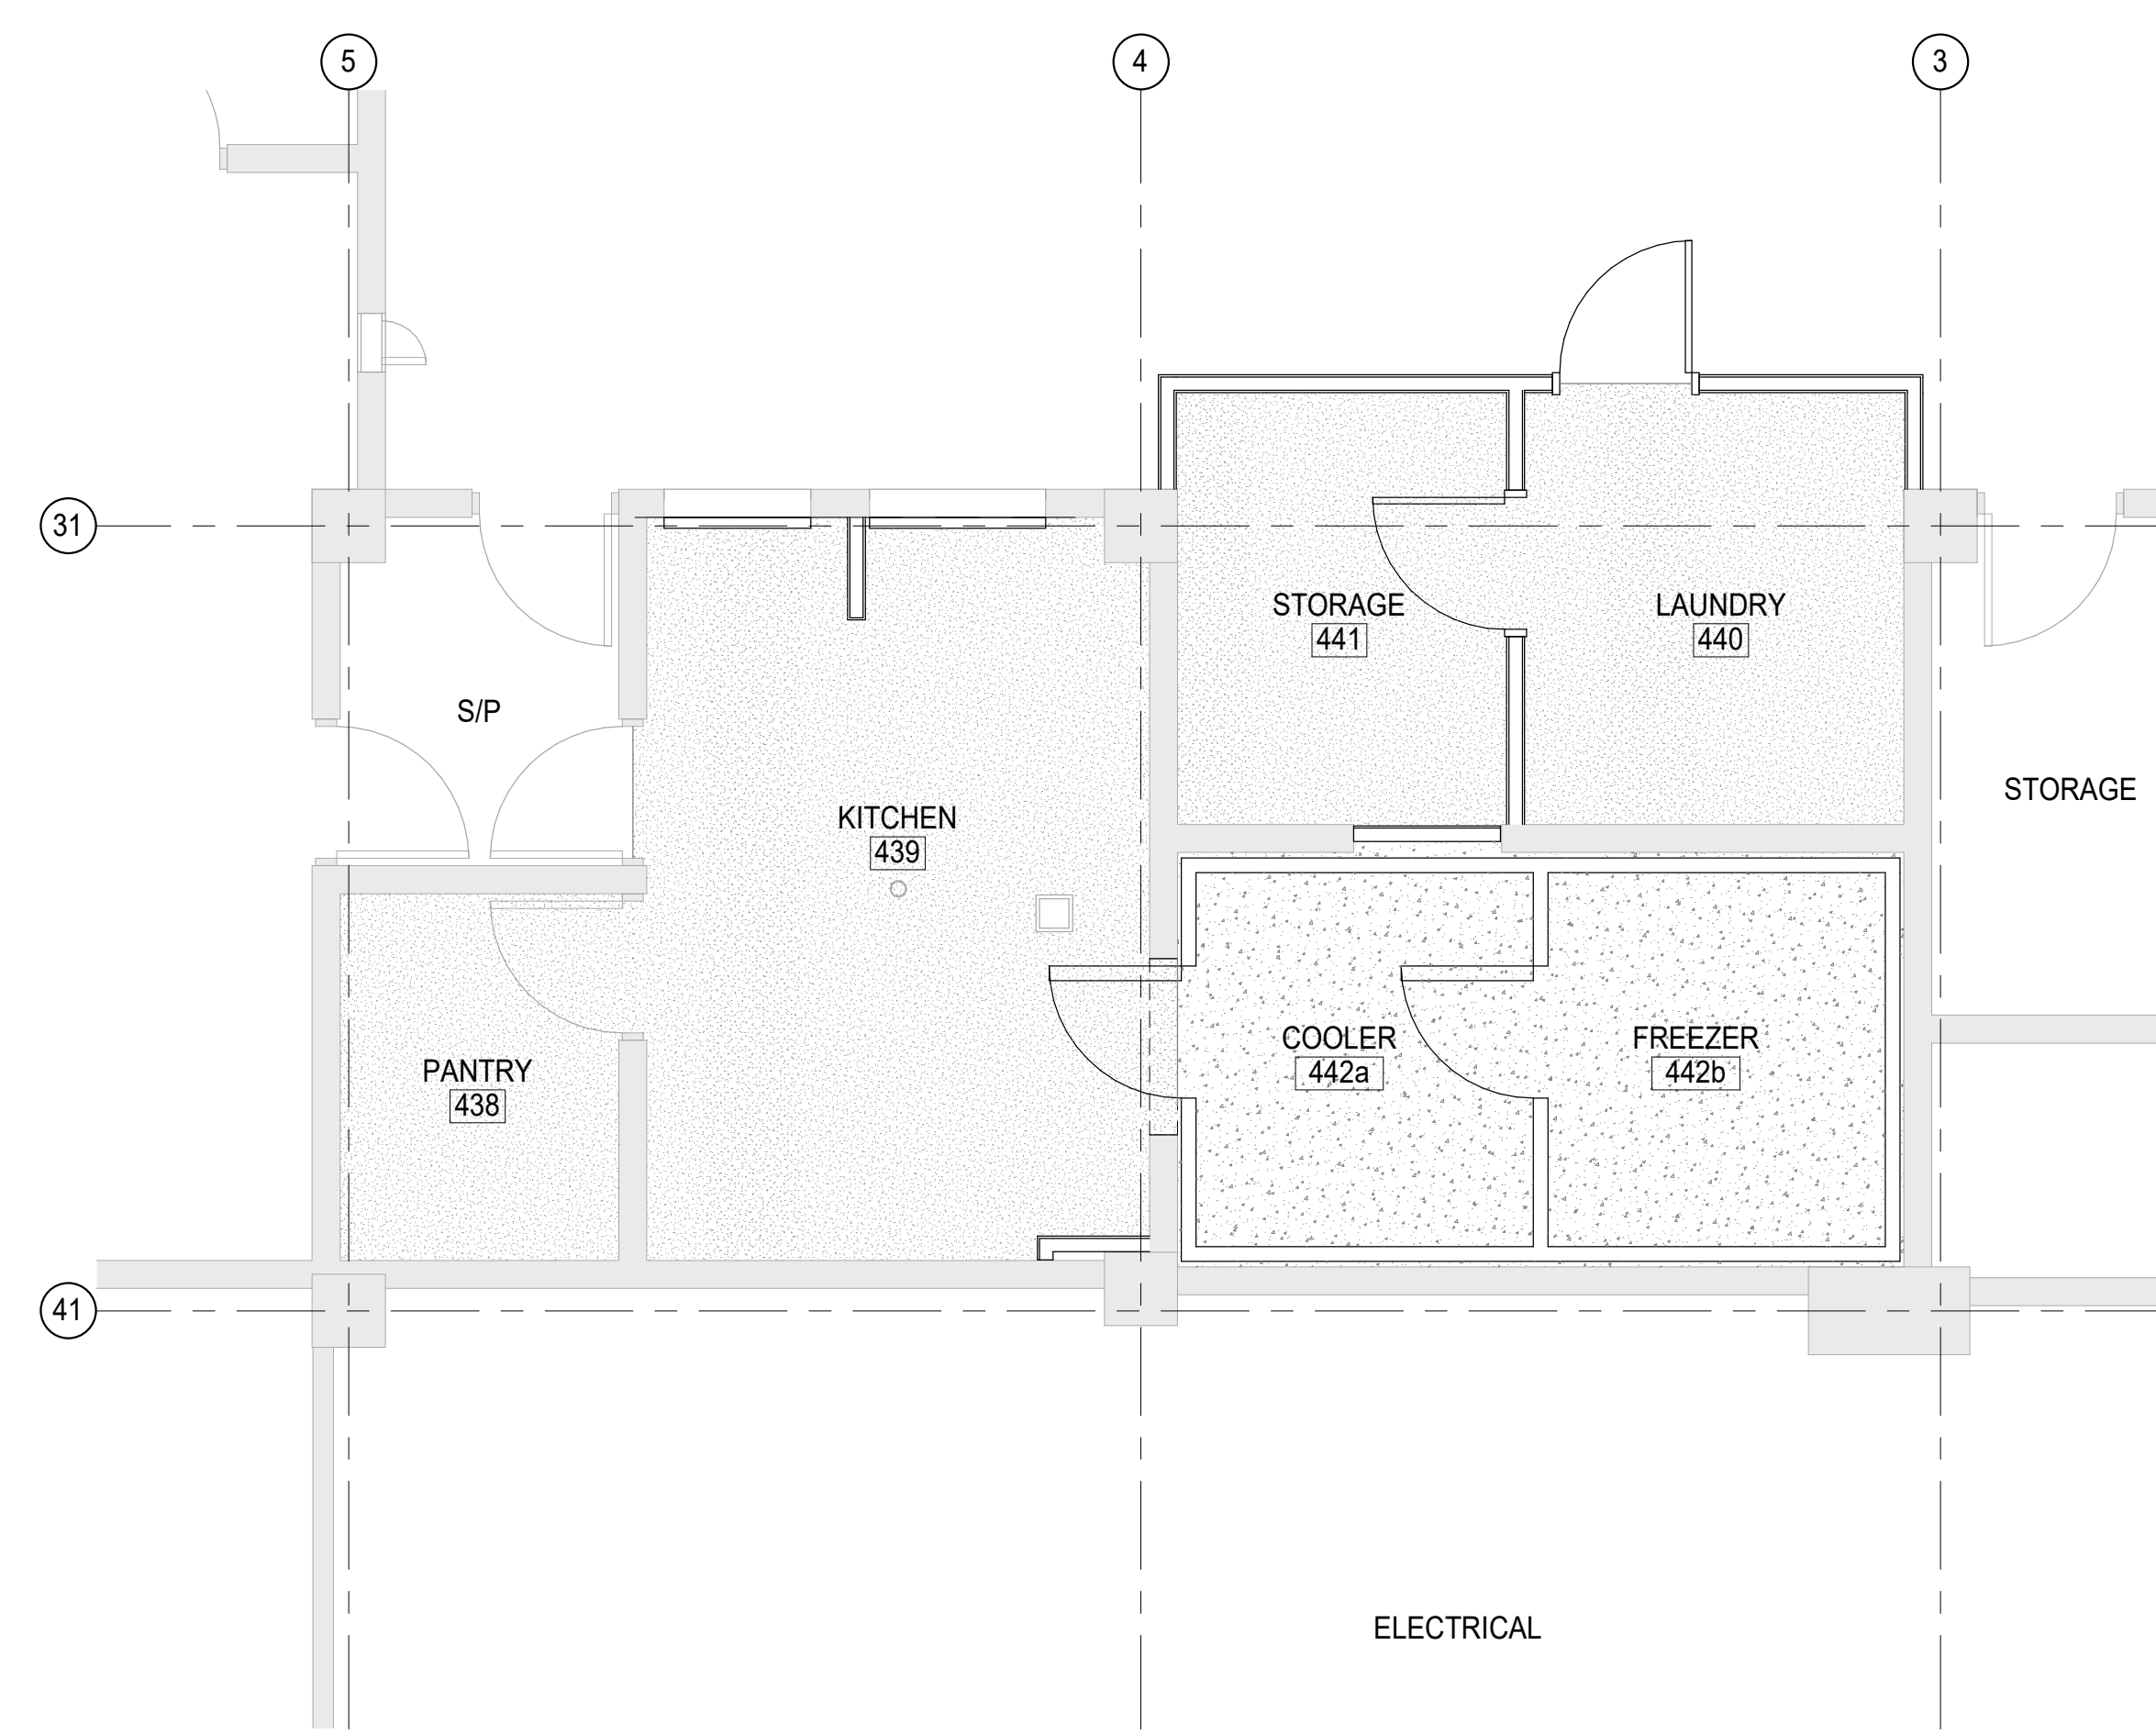 5
4
3
31
STORAGE
441
LAUNDRY
440
S/P
STORAGE
KITCHEN
439
COOLER
442a
FREEZER
442b
PANTRY
438
41
ELECTRICAL